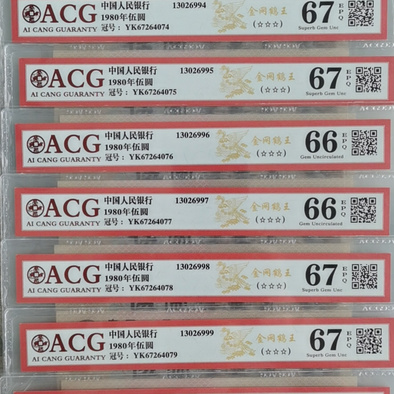 ACG 中国人民银行 13026994 金网鹤王 67 EPQ
1980年伍圆
AI CANG GUARANTY 冠号：YK67264074 (☆☆☆) Superb Gem Unc
ACG 中国人民银行 13026995 金网鹤王 67 EPQ
1980年伍圆
AI CANG GUARANTY 冠号：YK67264075 (☆☆☆) Superb Gem Unc
ACG 中国人民银行 13026996 金网鹤王 66 EPQ
1980年伍圆
AI CANG GUARANTY 冠号：YK67264076 (☆☆☆) Gem Uncirculated
ACG 中国人民银行 13026997 金网鹤王 66 EPQ
1980年伍圆
AI CANG GUARANTY 冠号：YK67264077 (☆☆☆) Gem Uncirculated
ACG 中国人民银行 13026998 金网鹤王 67 EPQ
1980年伍圆
AI CANG GUARANTY 冠号：YK67264078 (☆☆☆) Superb Gem Unc
ACG 中国人民银行 13026999 金网鹤王 67 EPQ
1980年伍圆
AI CANG GUARANTY 冠号：YK67264079 (☆☆☆) Superb Gem Unc